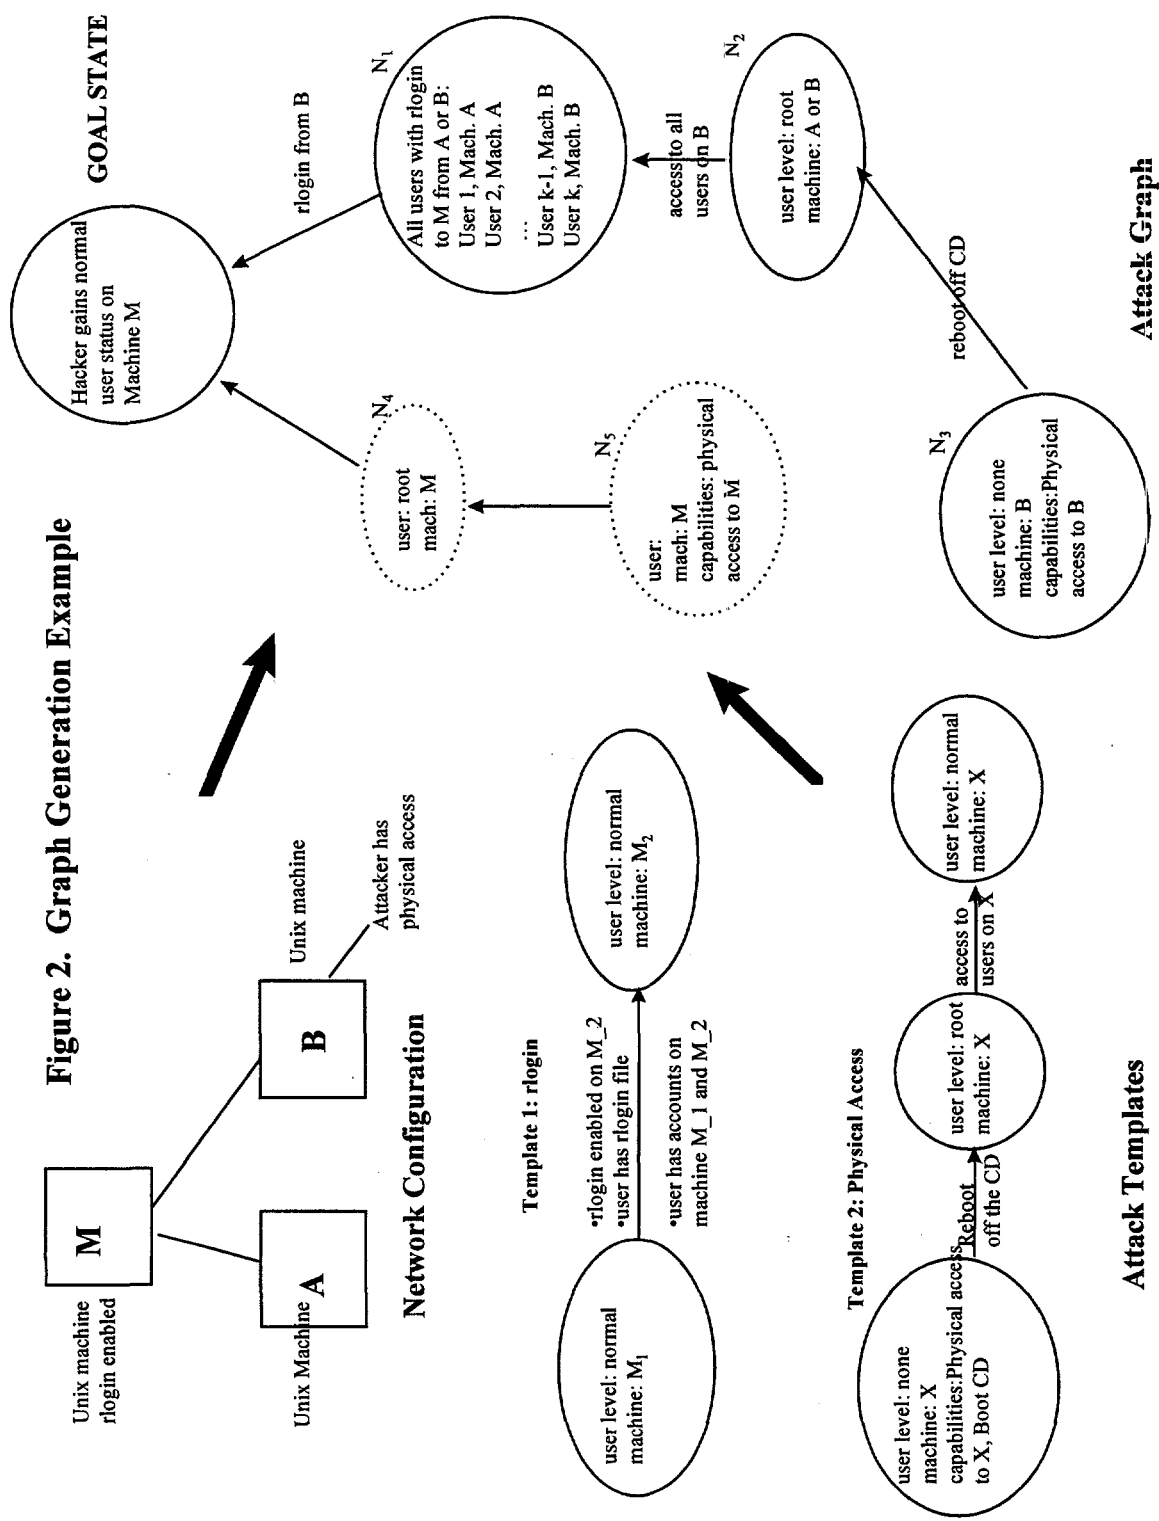 Figure 2. Graph Generation Example
Unix machine
rlogin enabled
M
Unix Machine
A
B
Unix machine
Attacker has
physical access
Network Configuration
Template 1: rlogin
user level: normal
machine: M₁
•rlogin enabled on M_2
•user has rlogin file
•user has accounts on
machine M_1 and M_2
user level: normal
machine: M₂
Template 2: Physical Access
user level: none
machine: X
capabilities:Physical access
to X, Boot CD
Reboot
off the CD
user level: root
machine: X
access to
users on X
user level: normal
machine: X
Attack Templates
GOAL STATE
Hacker gains normal
user status on
Machine M
rlogin from B
N₁
All users with rlogin
to M from A or B:
User 1, Mach. A
User 2, Mach. A
...
User k-1, Mach. B
User k, Mach. B
N₄
user: root
mach: M
access to all
users on B
N₂
user level: root
machine: A or B
N₅
user:
mach: M
capabilities: physical
access to M
reboot off CD
N₃
user level: none
machine: B
capabilities:Physical
access to B
Attack Graph